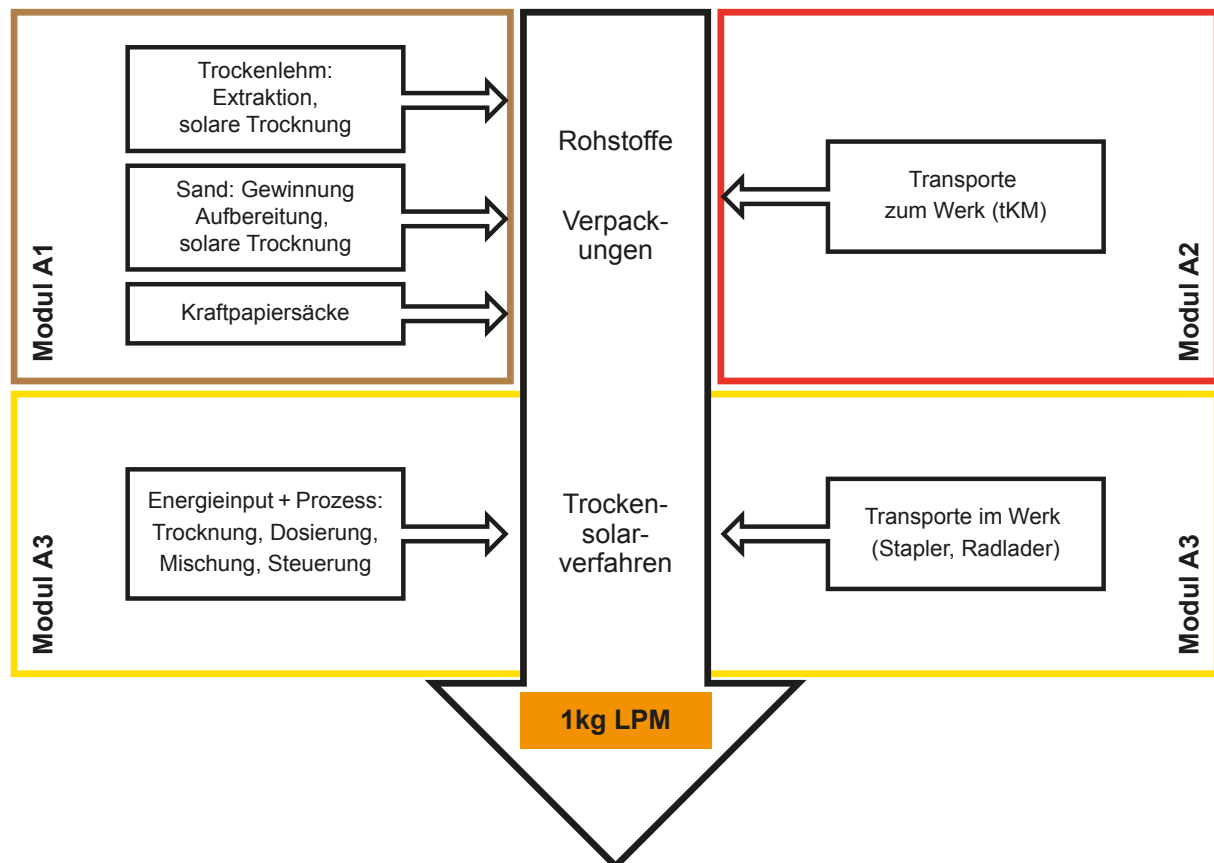 Trockenlehm:
Extraktion,
solare Trocknung
Sand: Gewinnung
Aufbereitung,
solare Trocknung
Kraftpapiersäcke
Modul A1
Rohstoffe
Verpack-
ungen
Transporte
zum Werk (tKM)
Modul A2
Energieinput + Prozess:
Trocknung, Dosierung,
Mischung, Steuerung
Modul A3
Trocken-
solar-
verfahren
Transporte im Werk
(Stapler, Radlader)
Modul A3
1kg LPM